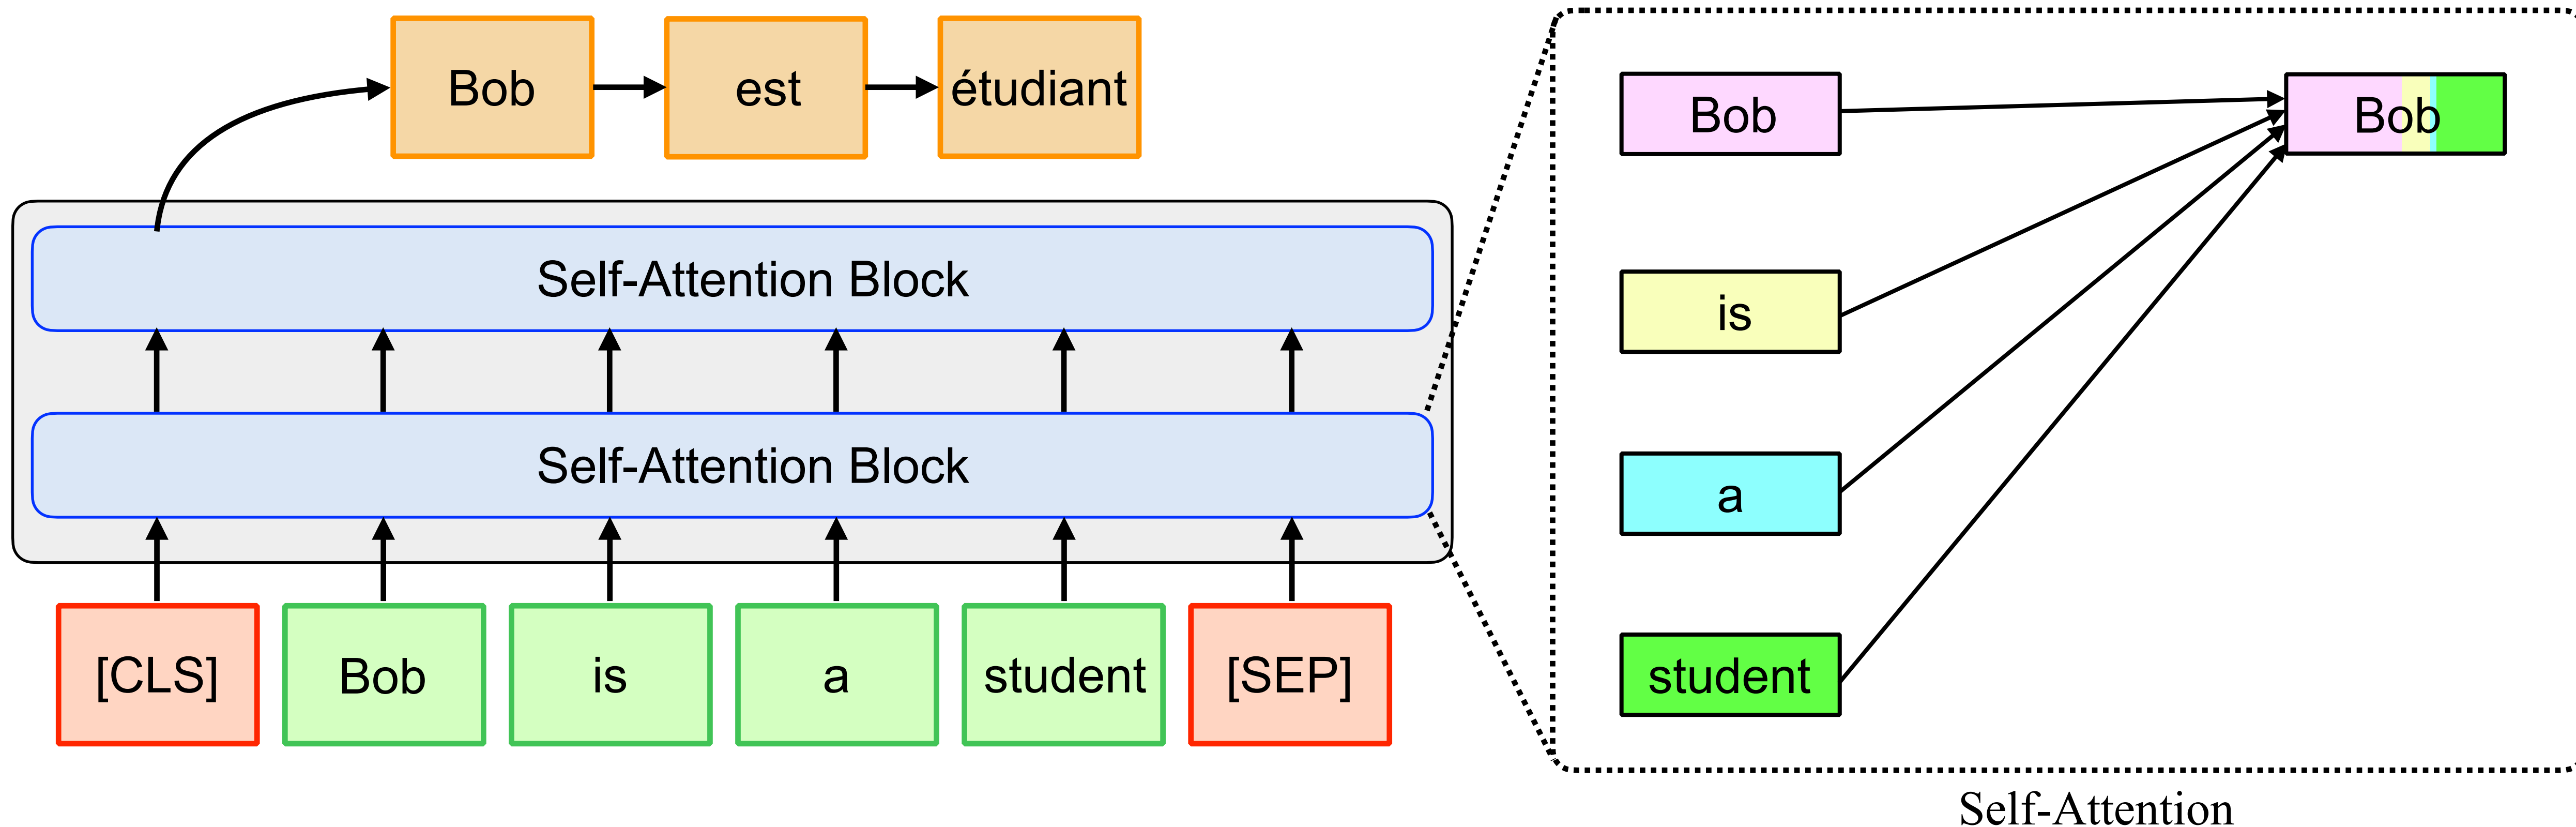 Bob est étudiant
Self-Attention Block
Self-Attention Block
[CLS] Bob is a student [SEP]
Bob Bob
is
a
student
Self-Attention